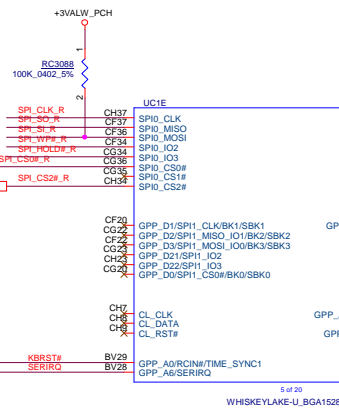 +3VALW_PCH
1
RC3088
100K_0402_5%
2
UC1E
SPI_CLK_R CH37 SPI0_CLK
SPI_SO_R CF37 SPI0_MISO
SPI_SI_R CF36 SPI0_MOSI
SPI_WP#_R CF34 SPI0_IO2
SPI_HOLD#_R CG34 SPI0_IO3
SPI_CS0#_R CG36 SPI0_CS0#
CG35 SPI0_CS1#
SPI_CS2#_R CH34 SPI0_CS2#
CF20 GPP_D1/SPI1_CLK/BK1/SBK1 GP
CG22 GPP_D2/SPI1_MISO_IO1/BK2/SBK2
CF22 GPP_D3/SPI1_MOSI_IO0/BK3/SBK3
CG23 GPP_D21/SPI1_IO2
CH23 GPP_D22/SPI1_IO3
CG20 GPP_D0/SPI1_CS0#/BK0/SBK0
CH7 CL_CLK GPP_
CH8 CL_DATA
CH9 CL_RST# GPP
KBRST# BV29 GPP_A0/RCIN#/TIME_SYNC1
SERIRQ BV28 GPP_A6/SERIRQ
5 of 20
WHISKEYLAKE-U_BGA1528